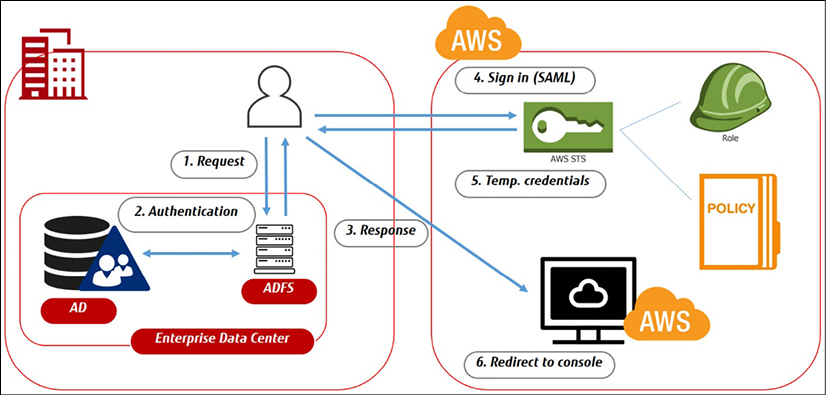 AWS
4. Sign in (SAML)
AWS STS
Role
1. Request
5. Temp. credentials
2. Authentication
3. Response
POLICY
AD
ADFS
Enterprise Data Center
AWS
6. Redirect to console